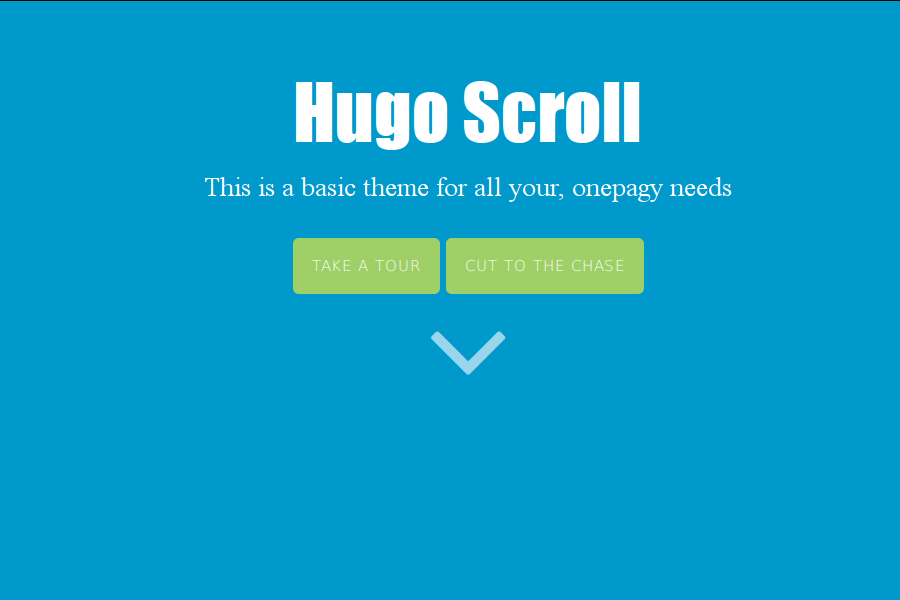 Hugo Scroll
This is a basic theme for all your, onepagy needs
TAKE A TOUR CUT TO THE CHASE